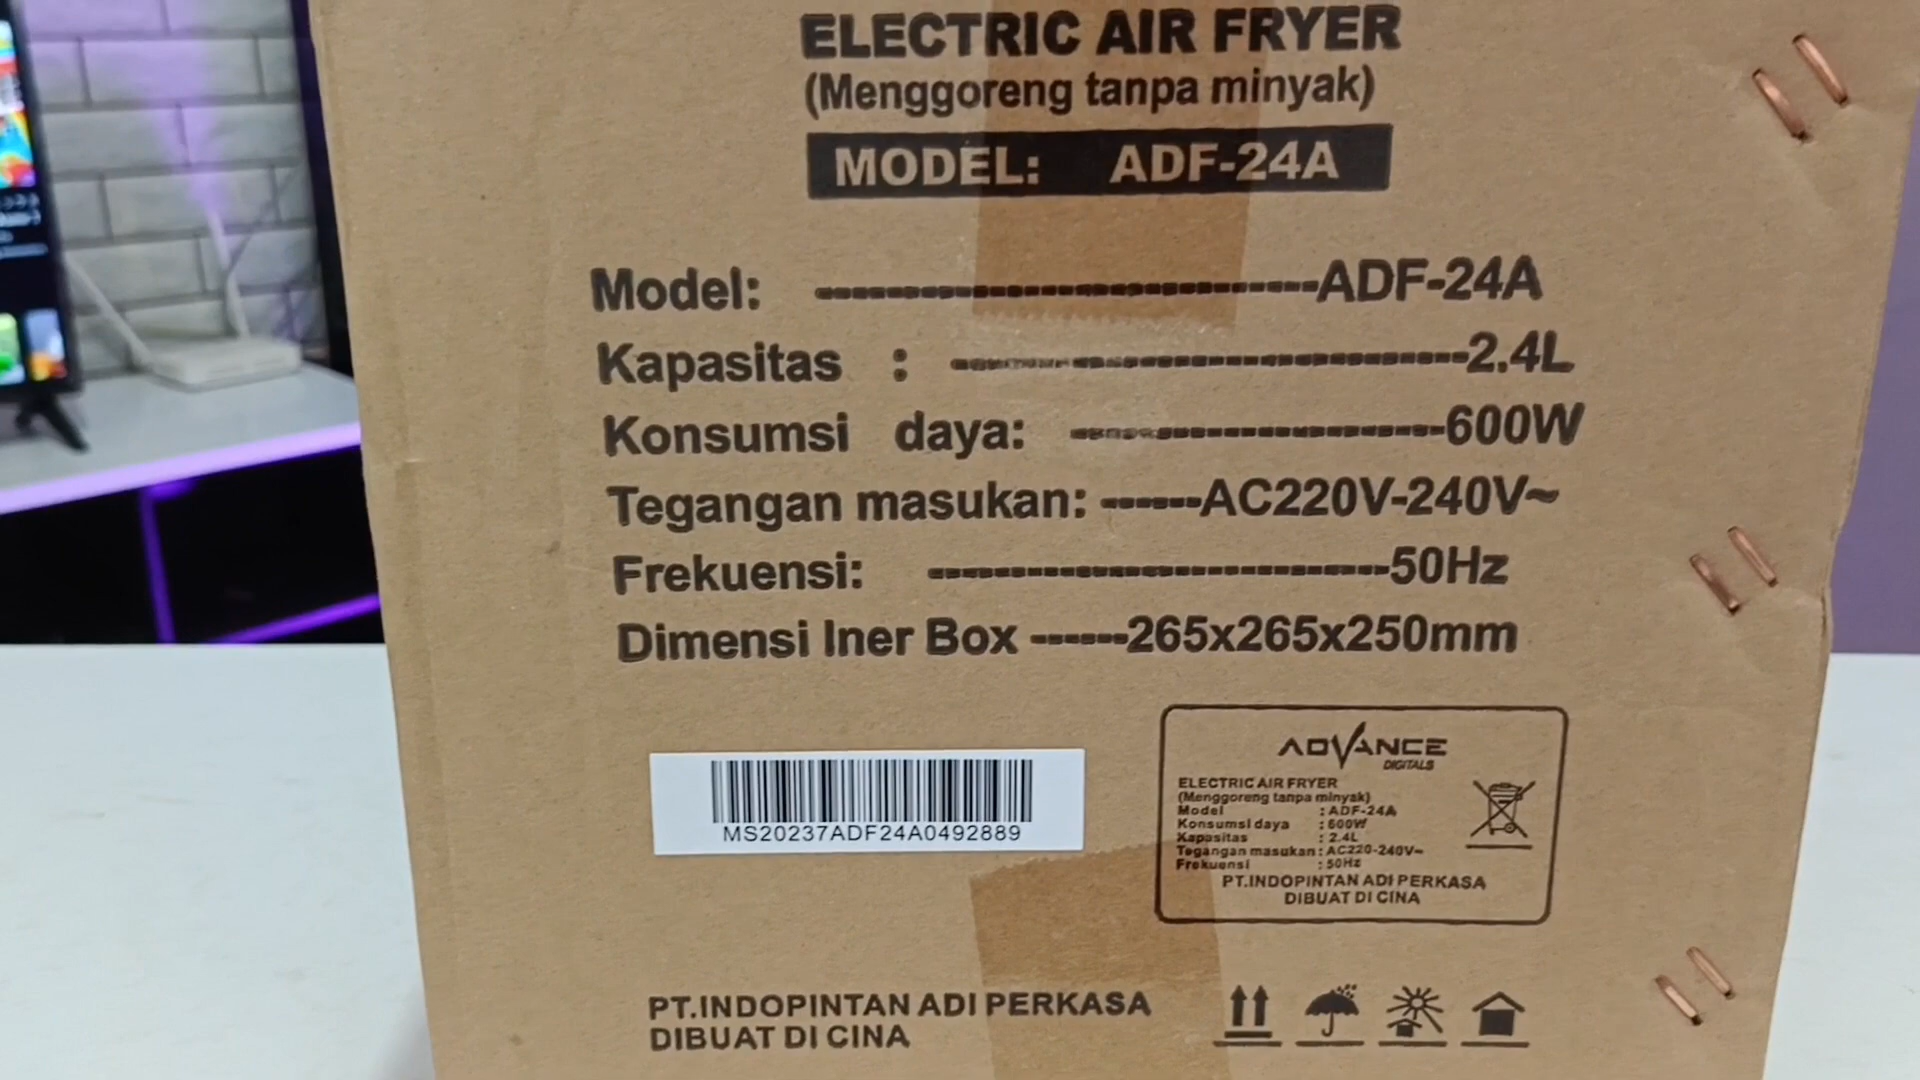 ELECTRIC AIR FRYER
(Menggoreng tanpa minyak)
MODEL: ADF-24A
Model: ------------------------------ADF-24A
Kapasitas : ------------------------------2.4L
Konsumsi daya: ----------------------600W
Tegangan masukan: ------AC220V-240V~
Frekuensi: ---------------------------50Hz
Dimensi Iner Box ------265x265x250mm
MS20237ADF24A0492889
ADVANCE
DIGITALS
ELECTRIC AIR FRYER
(Menggoreng tanpa minyak)
Model : ADF-24A
Konsumsi daya : 600W
Kapasitas : 2.4L
Tegangan masukan : AC220-240V~
Frekuensi : 50Hz
PT.INDOPINTAN ADI PERKASA
DIBUAT DI CINA
PT.INDOPINTAN ADI PERKASA
DIBUAT DI CINA